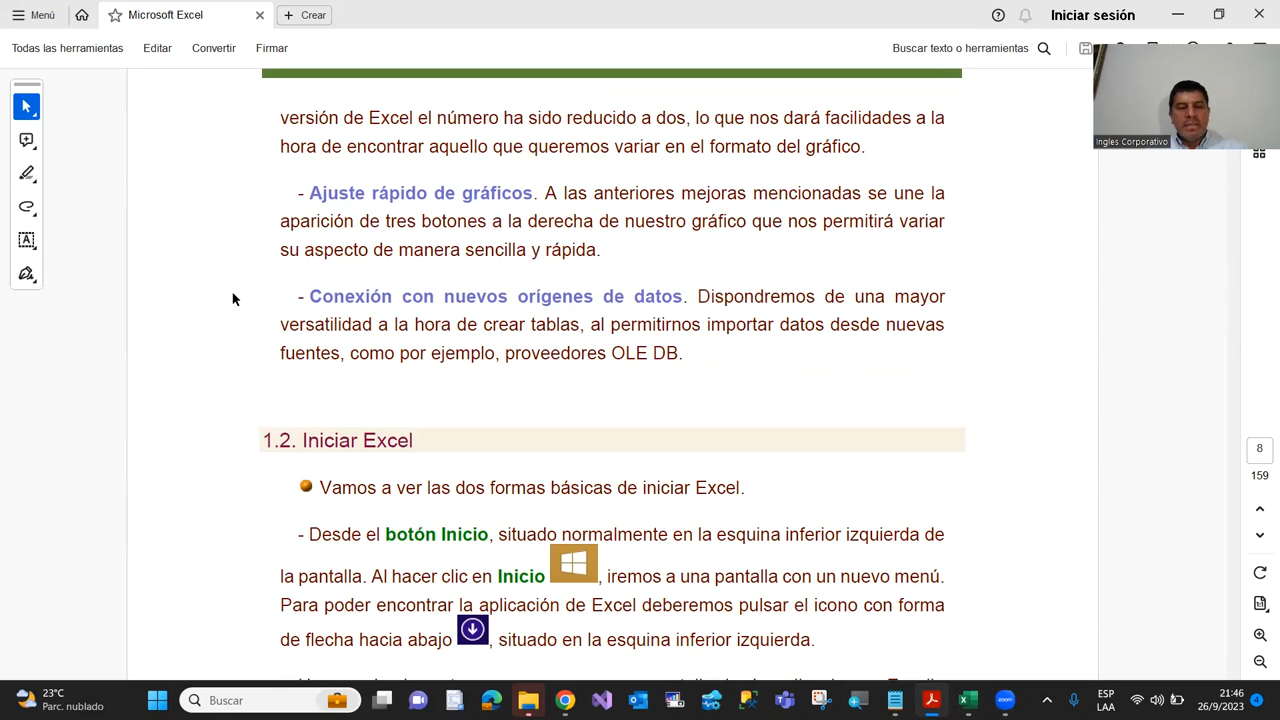 Menú
Microsoft Excel
Crear
Iniciar sesión
Todas las herramientas
Editar
Convertir
Firmar
Buscar texto o herramientas
Ingles Corporativo
versión de Excel el número ha sido reducido a dos, lo que nos dará facilidades a la
hora de encontrar aquello que queremos variar en el formato del gráfico.
- Ajuste rápido de gráficos. A las anteriores mejoras mencionadas se une la
aparición de tres botones a la derecha de nuestro gráfico que nos permitirá variar
su aspecto de manera sencilla y rápida.
- Conexión con nuevos orígenes de datos. Dispondremos de una mayor
versatilidad a la hora de crear tablas, al permitirnos importar datos desde nuevas
fuentes, como por ejemplo, proveedores OLE DB.
1.2. Iniciar Excel
Vamos a ver las dos formas básicas de iniciar Excel.
- Desde el botón Inicio, situado normalmente en la esquina inferior izquierda de
la pantalla. Al hacer clic en Inicio , iremos a una pantalla con un nuevo menú.
Para poder encontrar la aplicación de Excel deberemos pulsar el icono con forma
de flecha hacia abajo , situado en la esquina inferior izquierda.
8
159
23°C
Parc. nublado
Buscar
ESP
LAA
21:46
26/9/2023
4